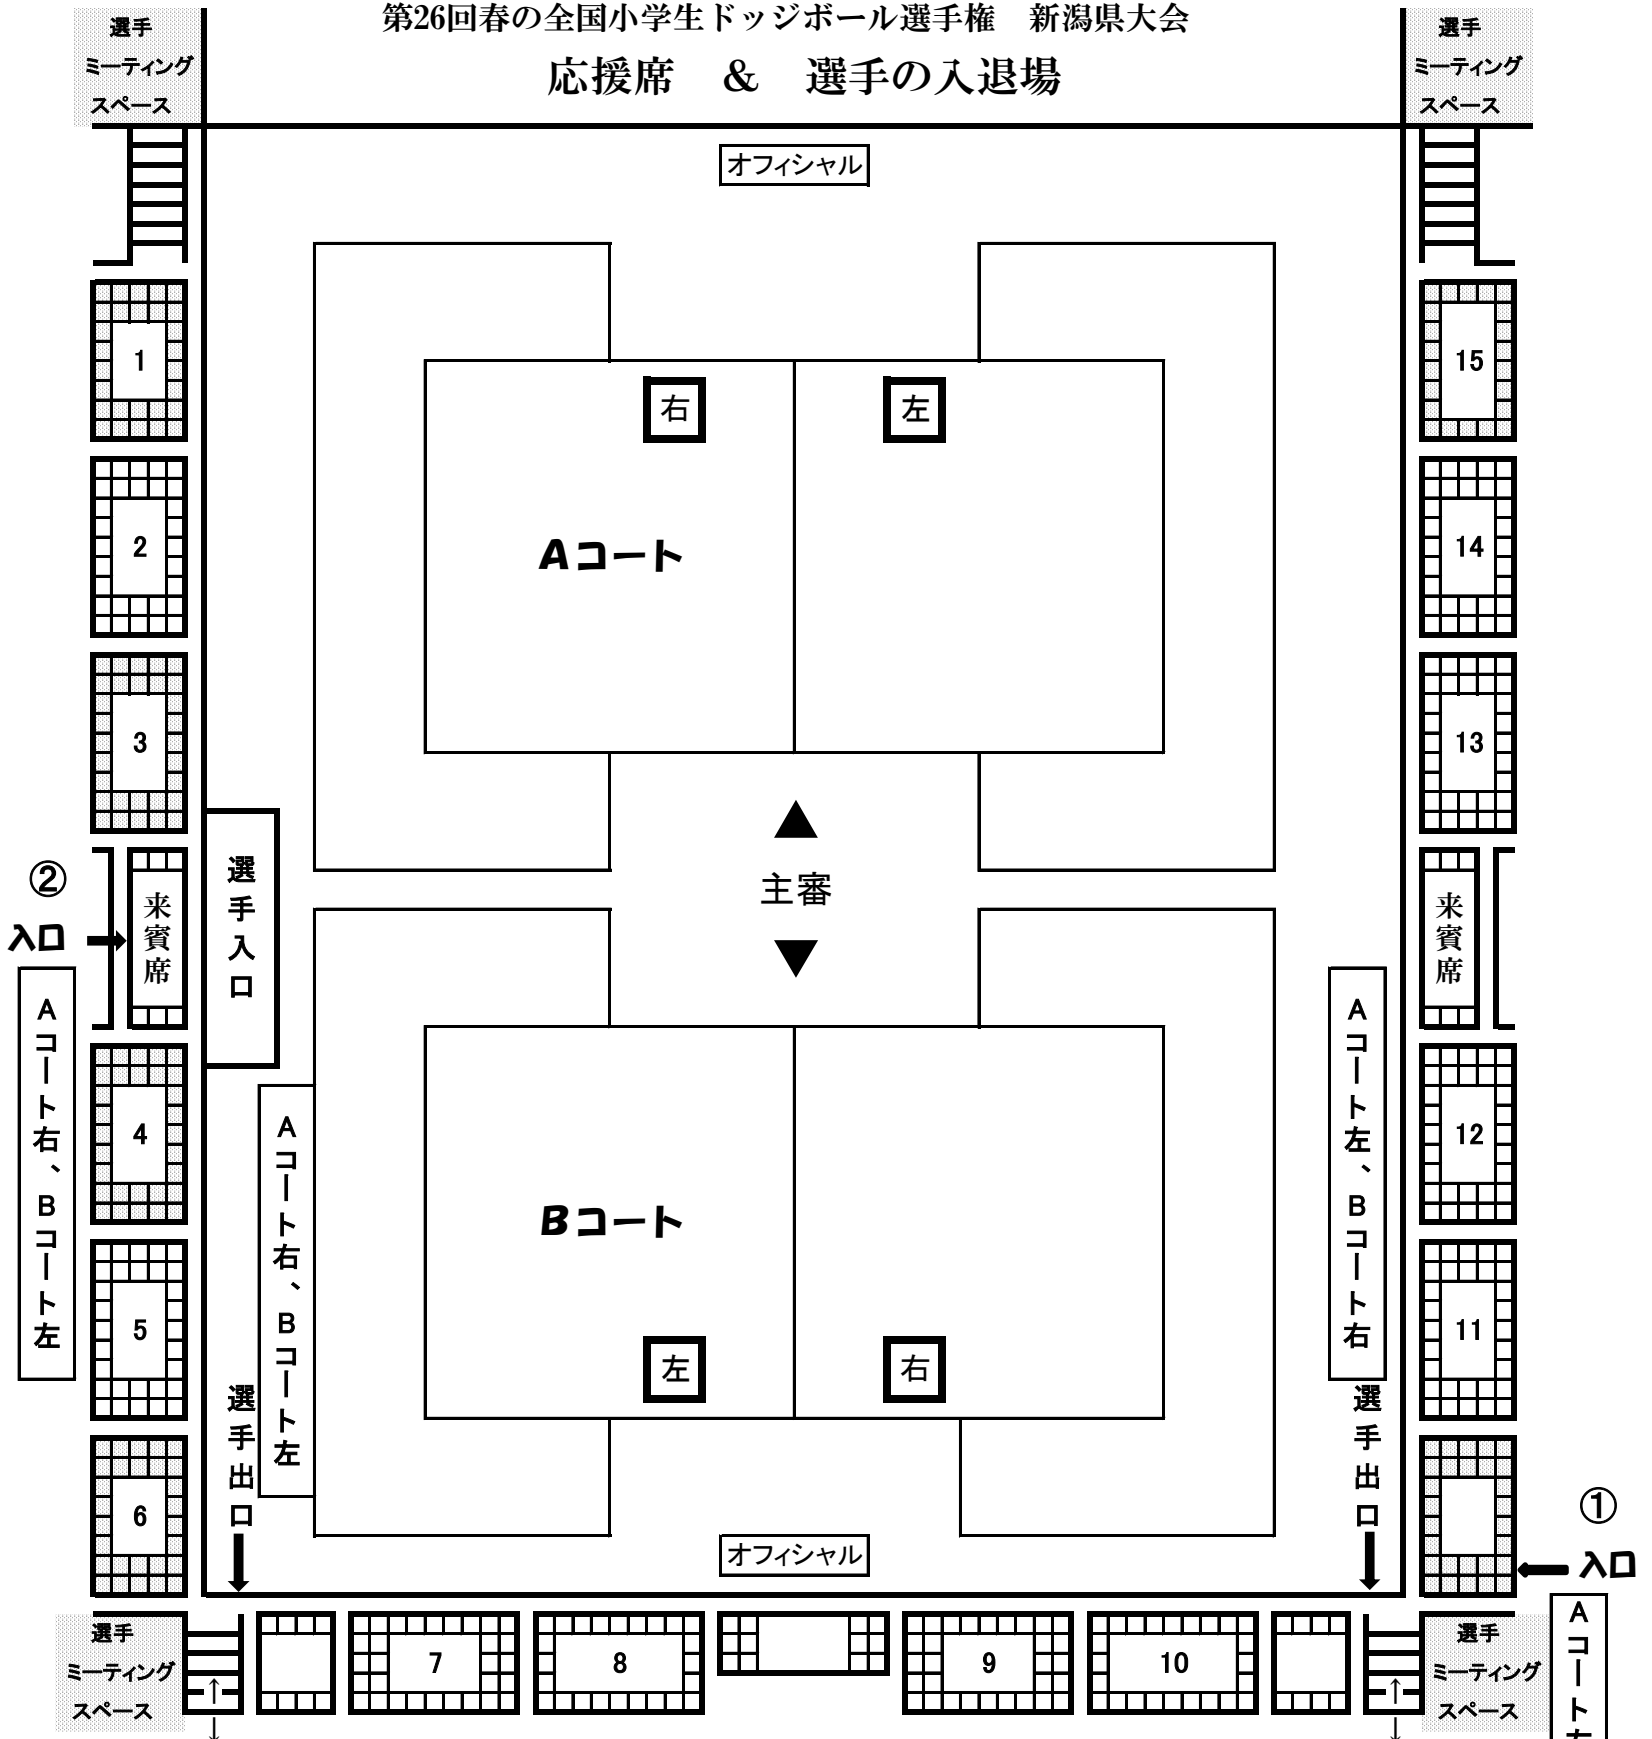 第26回春の全国小学生ドッジボール選手権　新潟県大会
応援席　&　選手の入退場
選手
ミーティング
スペース
選手
ミーティング
スペース
オフィシャル
1
15
右
左
2
Aコート
14
3
13
主審
選手入口
②
入口
来賓席
来賓席
Aコート右、Bコート左
Aコート右、Bコート左
Aコート左、Bコート右
4
12
Bコート
5
11
左
右
選手出口
選手出口
6
①
入口
オフィシャル
選手
ミーティング
スペース
↑
↓
7
8
9
10
↑
↓
選手
ミーティング
スペース
Aコート